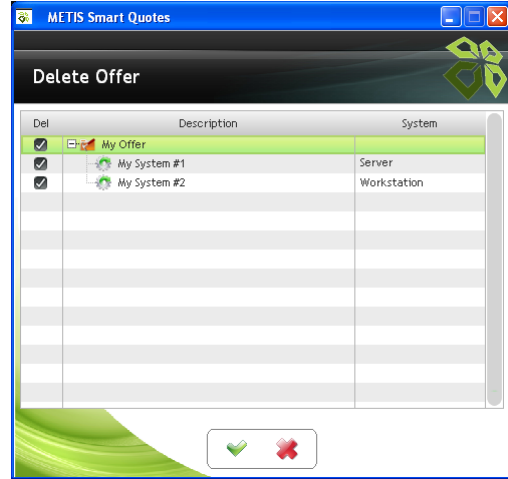 METIS Smart Quotes
Delete Offer
Del Description System
My Offer
My System #1 Server
My System #2 Workstation